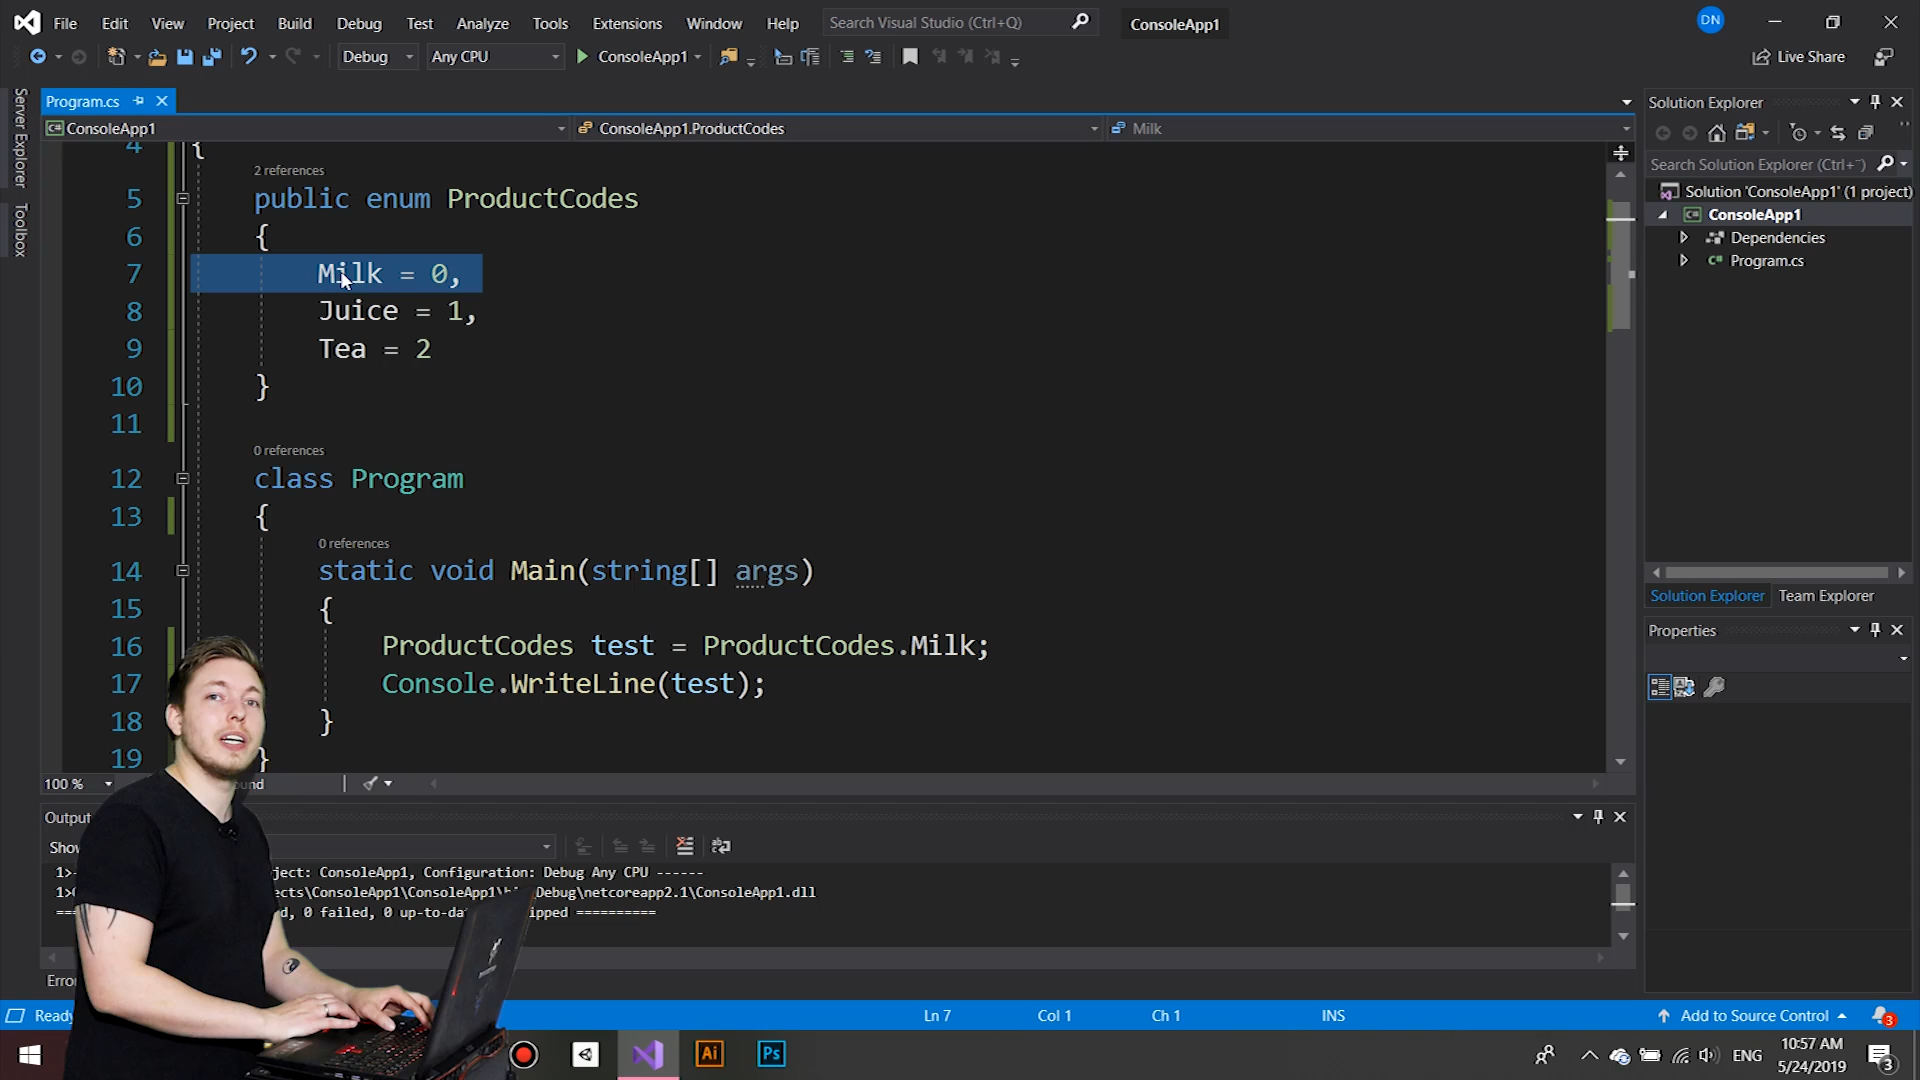 File Edit View Project Build Debug Test Analyze Tools Extensions Window Help Search Visual Studio (Ctrl+Q) ConsoleApp1 DN
Debug Any CPU ConsoleApp1 Live Share
Server Explorer
Toolbox
Program.cs
ConsoleApp1 ConsoleApp1.ProductCodes Milk
4 {
2 references
5 public enum ProductCodes
6 {
7 Milk = 0,
8 Juice = 1,
9 Tea = 2
10 }
11
0 references
12 class Program
13 {
0 references
14 static void Main(string[] args)
15 {
16 ProductCodes test = ProductCodes.Milk;
17 Console.WriteLine(test);
18 }
19 }
100 %
Output
1>- ject: ConsoleApp1, Configuration: Debug Any CPU ------
ects\ConsoleApp1\ConsoleApp1\bin\Debug\netcoreapp2.1\ConsoleApp1.dll
d, 0 failed, 0 up-to-da ipped ==========
Solution Explorer
Search Solution Explorer (Ctrl+¨)
Solution 'ConsoleApp1' (1 project)
ConsoleApp1
Dependencies
Program.cs
Solution Explorer Team Explorer
Properties
Ready Ln 7 Col 1 Ch 1 INS Add to Source Control 3
Ai Ps ENG 10:57 AM
5/24/2019 3